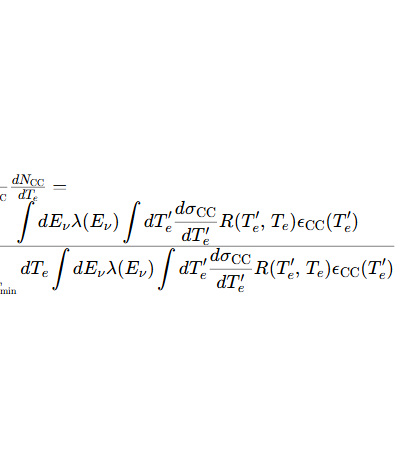 C dN_CC/dT_e =
∫ dE_ν λ(E_ν) ∫ dT′_e dσ_CC/dT′_e R(T′_e, T_e)ϵ_CC(T′_e)
min dT_e ∫ dE_ν λ(E_ν) ∫ dT′_e dσ_CC/dT′_e R(T′_e, T_e)ϵ_CC(T′_e)